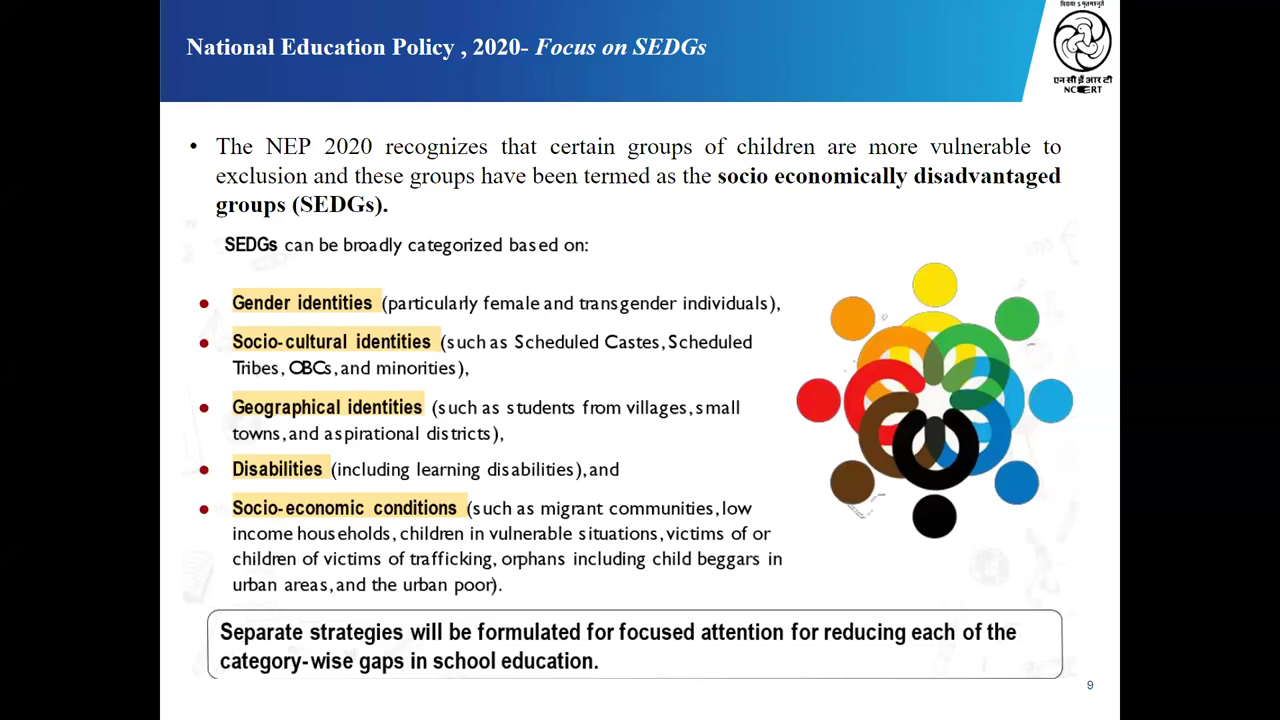 National Education Policy , 2020- Focus on SEDGs
विद्यया ऽ मृतमश्नुते
एन सी ई आर टी
NCERT
• The NEP 2020 recognizes that certain groups of children are more vulnerable to
exclusion and these groups have been termed as the socio economically disadvantaged
groups (SEDGs).
SEDGs can be broadly categorized based on:
• Gender identities (particularly female and transgender individuals),
• Socio-cultural identities (such as Scheduled Castes, Scheduled
Tribes, OBCs, and minorities),
• Geographical identities (such as students from villages, small
towns, and aspirational districts),
• Disabilities (including learning disabilities), and
• Socio-economic conditions (such as migrant communities, low
income households, children in vulnerable situations, victims of or
children of victims of trafficking, orphans including child beggars in
urban areas, and the urban poor).
Separate strategies will be formulated for focused attention for reducing each of the
category-wise gaps in school education.
9